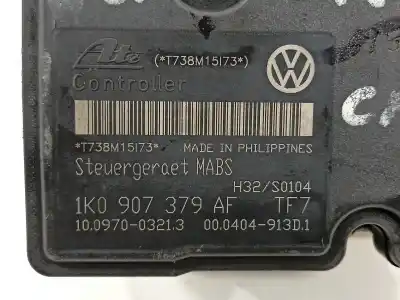 Ate (*T738M15I73*)
Controller
*T738M15I73* MADE IN PHILIPPINES
Steuergeraet MABS
H32/S0104
1K0 907 379 AF TF7
10.0970-0321.3 00.0404-913D.1